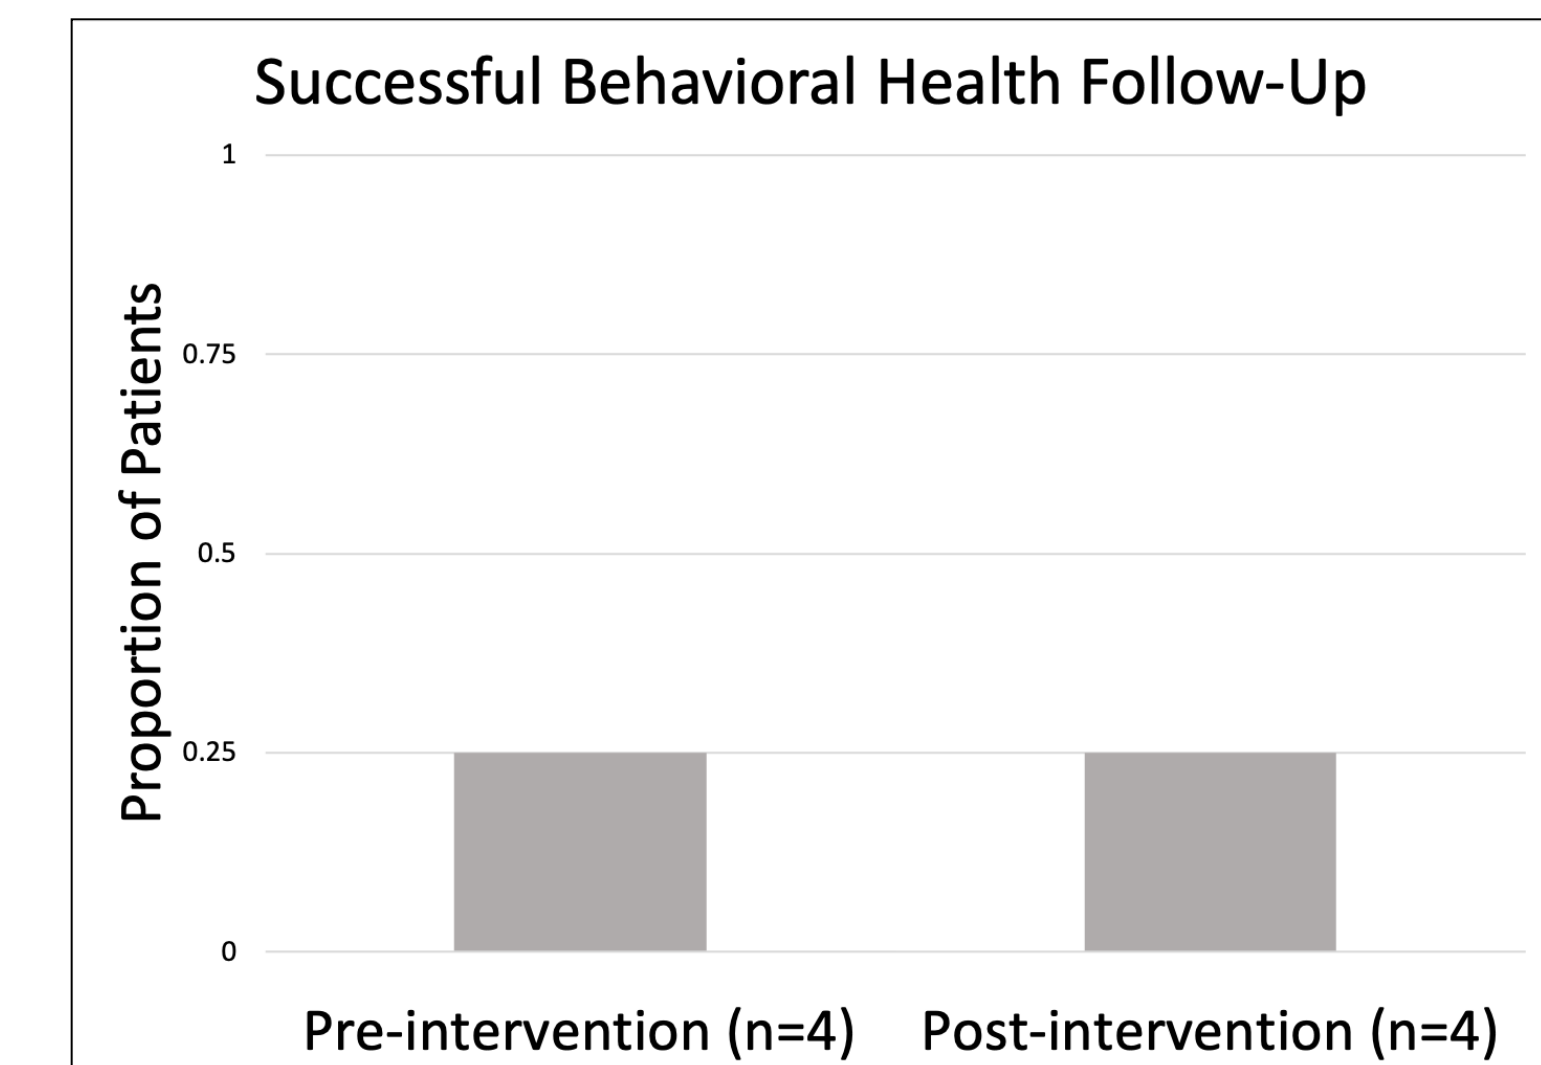 Successful Behavioral Health Follow-Up
1
0.75
0.5
0.25
0
Proportion of Patients
Pre-intervention (n=4)
Post-intervention (n=4)